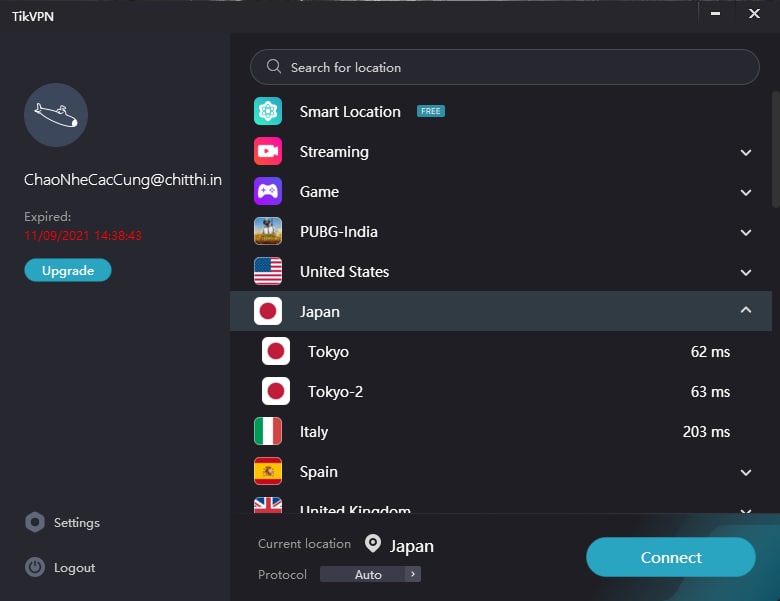 TikVPN
Search for location
ChaoNheCacCung@chitthi.in
Expired:
11/09/2021 14:38:43
Upgrade
Settings
Logout
Smart Location FREE
Streaming
Game
PUBG-India
United States
Japan
Tokyo 62 ms
Tokyo-2 63 ms
Italy 203 ms
Spain
United Kingdom
Current location Japan
Protocol Auto >
Connect